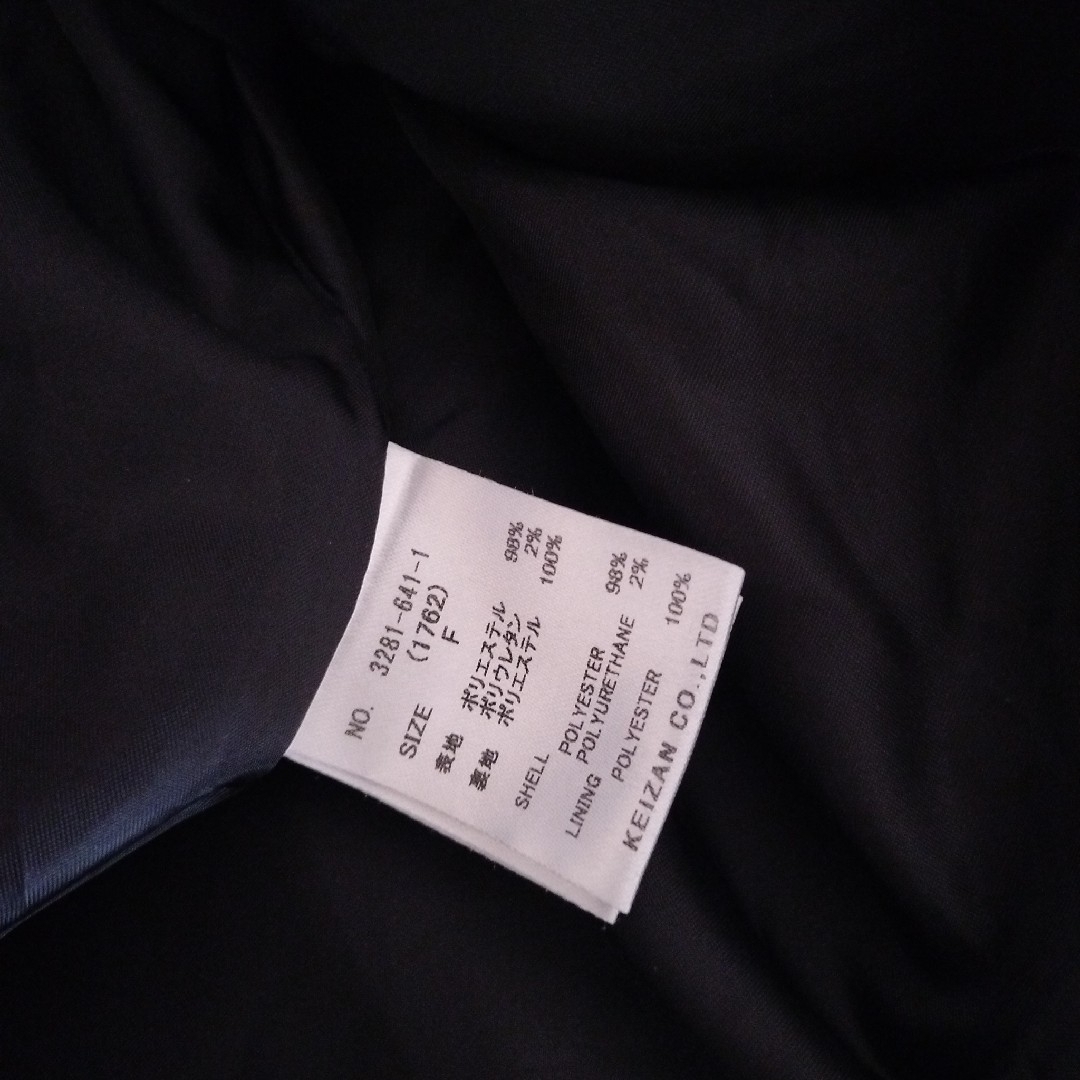 NO. 3281-641-1
(1762)
SIZE F
表地 ポリエステル 98%
ポリウレタン 2%
裏地 ポリエステル 100%
SHELL
POLYESTER 98%
POLYURETHANE 2%
LINING
POLYESTER 100%
KEIZAN CO.,LTD